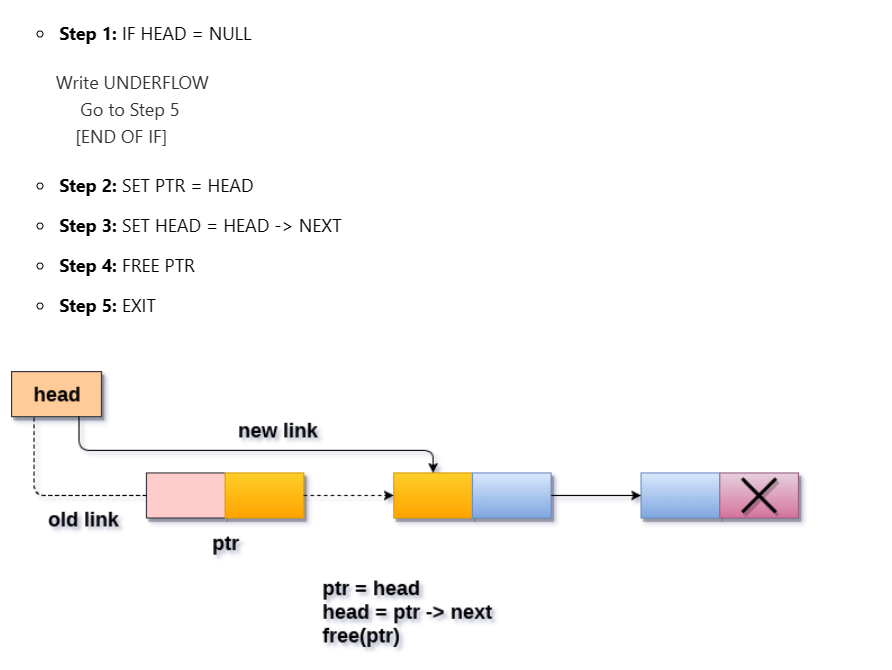 Step 1: IF HEAD = NULL
Write UNDERFLOW
Go to Step 5
[END OF IF]
Step 2: SET PTR = HEAD
Step 3: SET HEAD = HEAD -> NEXT
Step 4: FREE PTR
Step 5: EXIT
head
new link
old link
ptr
ptr = head
head = ptr -> next
free(ptr)